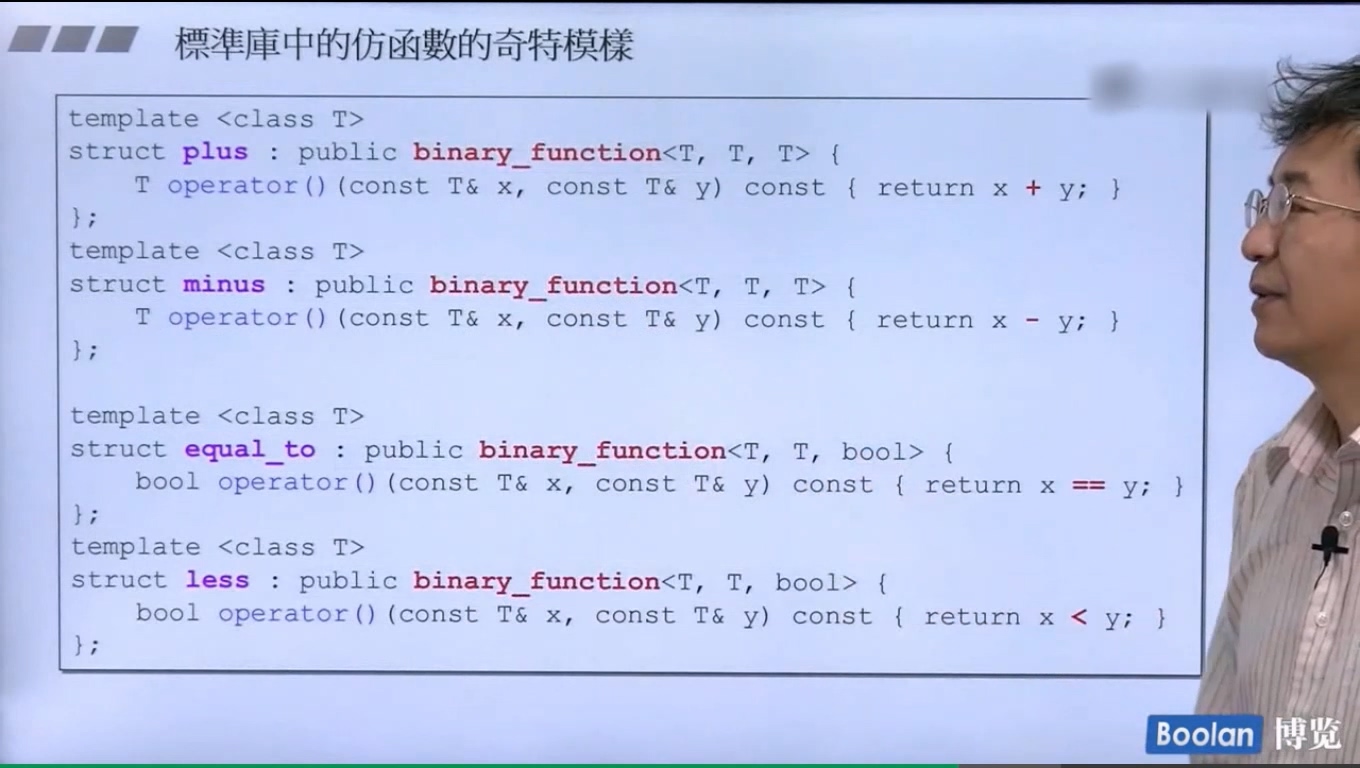 標準庫中的仿函數的奇特模樣
template <class T>
struct plus : public binary_function<T, T, T> {
    T operator()(const T& x, const T& y) const { return x + y; }
};
template <class T>
struct minus : public binary_function<T, T, T> {
    T operator()(const T& x, const T& y) const { return x - y; }
};
template <class T>
struct equal_to : public binary_function<T, T, bool> {
    bool operator()(const T& x, const T& y) const { return x == y; }
};
template <class T>
struct less : public binary_function<T, T, bool> {
    bool operator()(const T& x, const T& y) const { return x < y; }
};
Boolan 博览